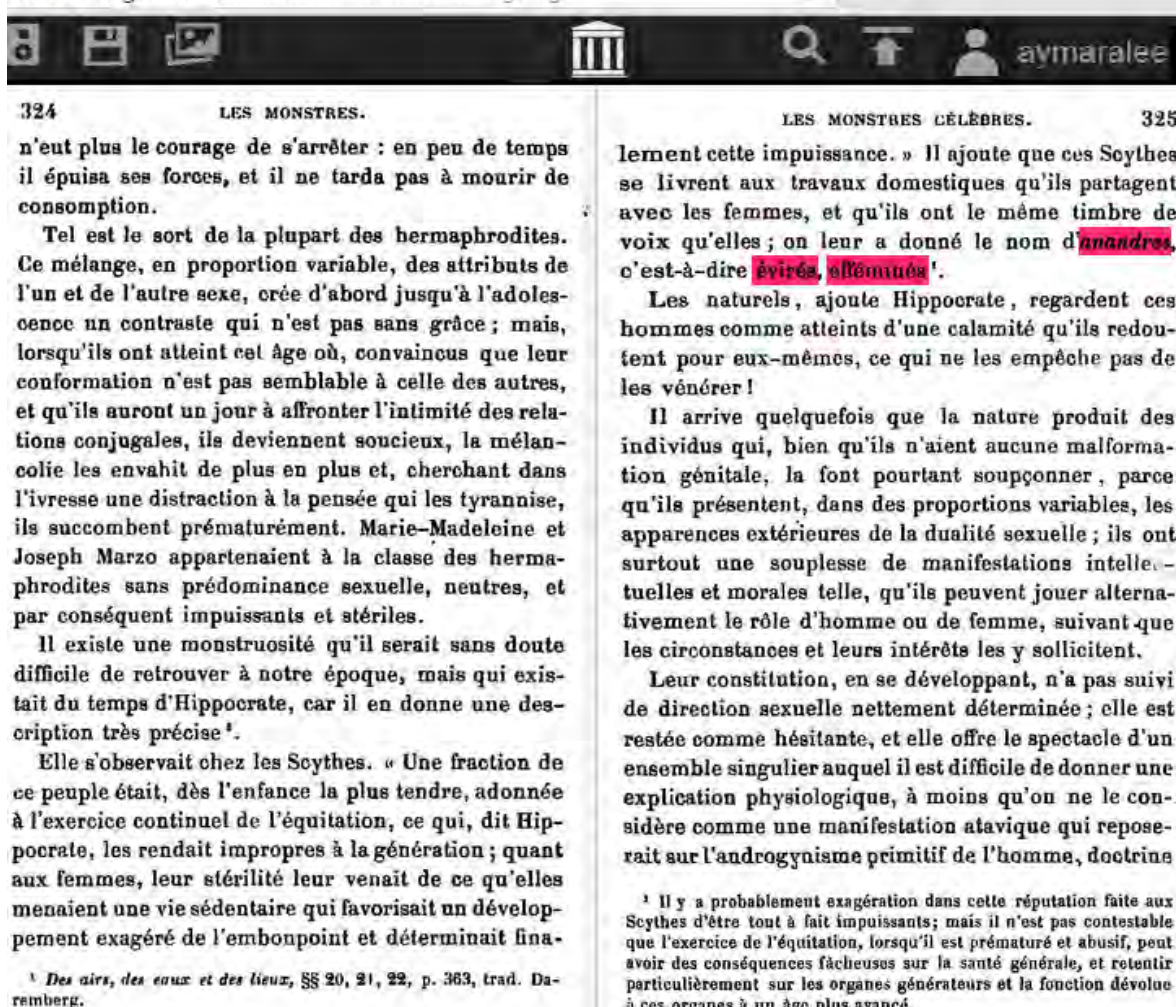 aymaralee
324 LES MONSTRES.
n'eut plus le courage de s'arrêter : en peu de temps
il épuisa ses forces, et il ne tarda pas à mourir de
consomption.
Tel est le sort de la plupart des hermaphrodites.
Ce mélange, en proportion variable, des attributs de
l'un et de l'autre sexe, crée d'abord jusqu'à l'adoles-
cence un contraste qui n'est pas sans grâce ; mais,
lorsqu'ils ont atteint cet âge où, convaincus que leur
conformation n'est pas semblable à celle des autres,
et qu'ils auront un jour à affronter l'intimité des rela-
tions conjugales, ils deviennent soucieux, la mélan-
colie les envahit de plus en plus et, cherchant dans
l'ivresse une distraction à la pensée qui les tyrannise,
ils succombent prématurément. Marie-Madeleine et
Joseph Marzo appartenaient à la classe des herma-
phrodites sans prédominance sexuelle, neutres, et
par conséquent impuissants et stériles.
Il existe une monstruosité qu'il serait sans doute
difficile de retrouver à notre époque, mais qui exis-
tait du temps d'Hippocrate, car il en donne une des-
cription très précise ¹.
Elle s'observait chez les Scythes. « Une fraction de
ce peuple était, dès l'enfance la plus tendre, adonnée
à l'exercice continuel de l'équitation, ce qui, dit Hip-
pocrate, les rendait impropres à la génération ; quant
aux femmes, leur stérilité leur venait de ce qu'elles
menaient une vie sédentaire qui favorisait un dévelop-
pement exagéré de l'embonpoint et déterminait fina-
¹ Des airs, des eaux et des lieux, §§ 20, 21, 22, p. 363, trad. Da-
remberg.
LES MONSTRES CÉLÈBRES. 325
lement cette impuissance. » Il ajoute que ces Scythes
se livrent aux travaux domestiques qu'ils partagent
avec les femmes, et qu'ils ont le même timbre de
voix qu'elles ; on leur a donné le nom d'anandres,
c'est-à-dire évirés, efféminés ¹.
Les naturels, ajoute Hippocrate, regardent ces
hommes comme atteints d'une calamité qu'ils redou-
tent pour eux-mêmes, ce qui ne les empêche pas de
les vénérer !
Il arrive quelquefois que la nature produit des
individus qui, bien qu'ils n'aient aucune malforma-
tion génitale, la font pourtant soupçonner, parce
qu'ils présentent, dans des proportions variables, les
apparences extérieures de la dualité sexuelle ; ils ont
surtout une souplesse de manifestations intellec-
tuelles et morales telle, qu'ils peuvent jouer alterna-
tivement le rôle d'homme ou de femme, suivant que
les circonstances et leurs intérêts les y sollicitent.
Leur constitution, en se développant, n'a pas suivi
de direction sexuelle nettement déterminée ; elle est
restée comme hésitante, et elle offre le spectacle d'un
ensemble singulier auquel il est difficile de donner une
explication physiologique, à moins qu'on ne le con-
sidère comme une manifestation atavique qui repose-
rait sur l'androgynisme primitif de l'homme, doctrine
¹ Il y a probablement exagération dans cette réputation faite aux
Scythes d'être tout à fait impuissants; mais il n'est pas contestable
que l'exercice de l'équitation, lorsqu'il est prématuré et abusif, peut
avoir des conséquences fâcheuses sur la santé générale, et retentir
particulièrement sur les organes générateurs et la fonction dévolue
à ces organes à un âge plus avancé.